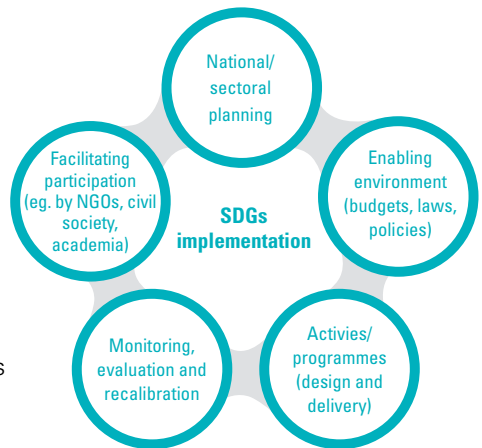 National/
sectoral
planning
Enabling
environment
(budgets, laws,
policies)
Activies/
programmes
(design and
delivery)
Monitoring,
evaluation and
recalibration
Facilitating
participation
(eg. by NGOs, civil
society,
academia)
SDGs
implementation
s